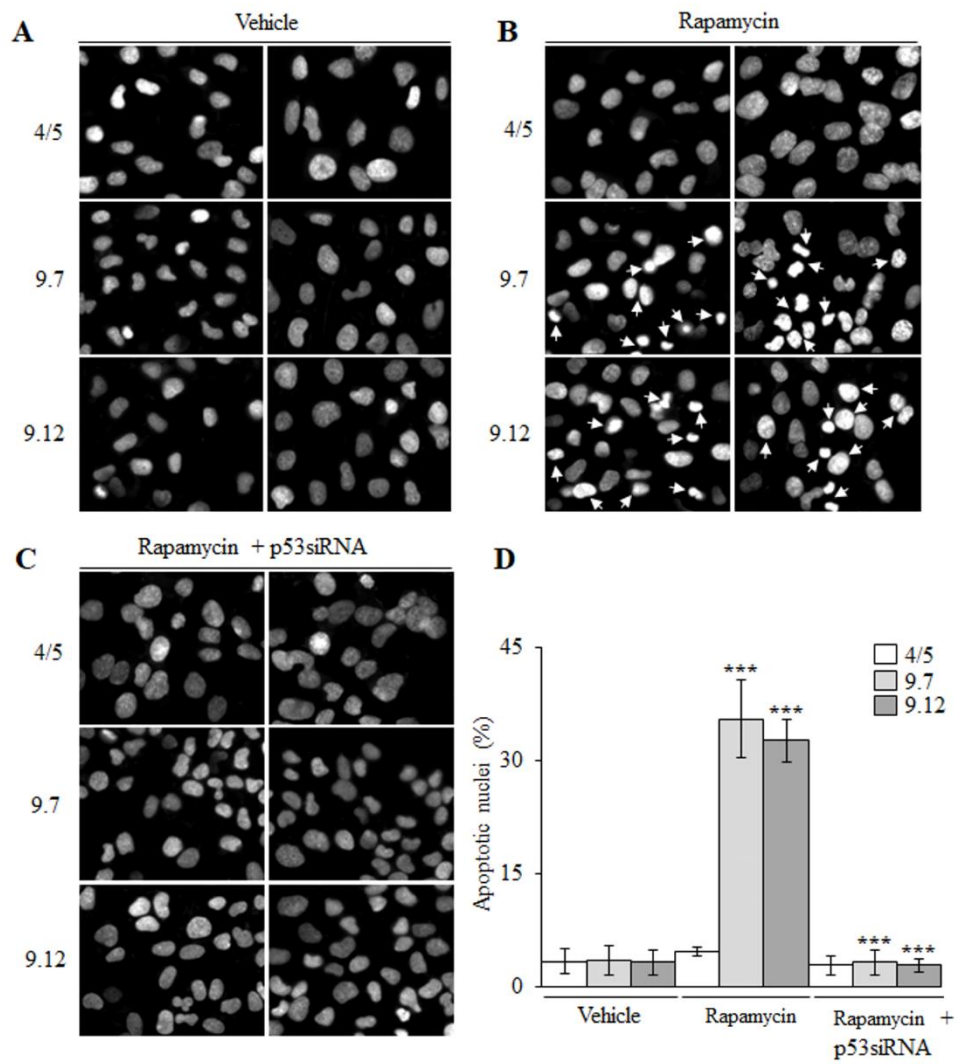 A
Vehicle
4/5
9.7
9.12
B
Rapamycin
4/5
9.7
9.12
C
Rapamycin + p53siRNA
4/5
9.7
9.12
D
Apoptotic nuclei (%)
45
30
15
0
***
***
***
***
4/5
9.7
9.12
Vehicle
Rapamycin
Rapamycin +
p53siRNA